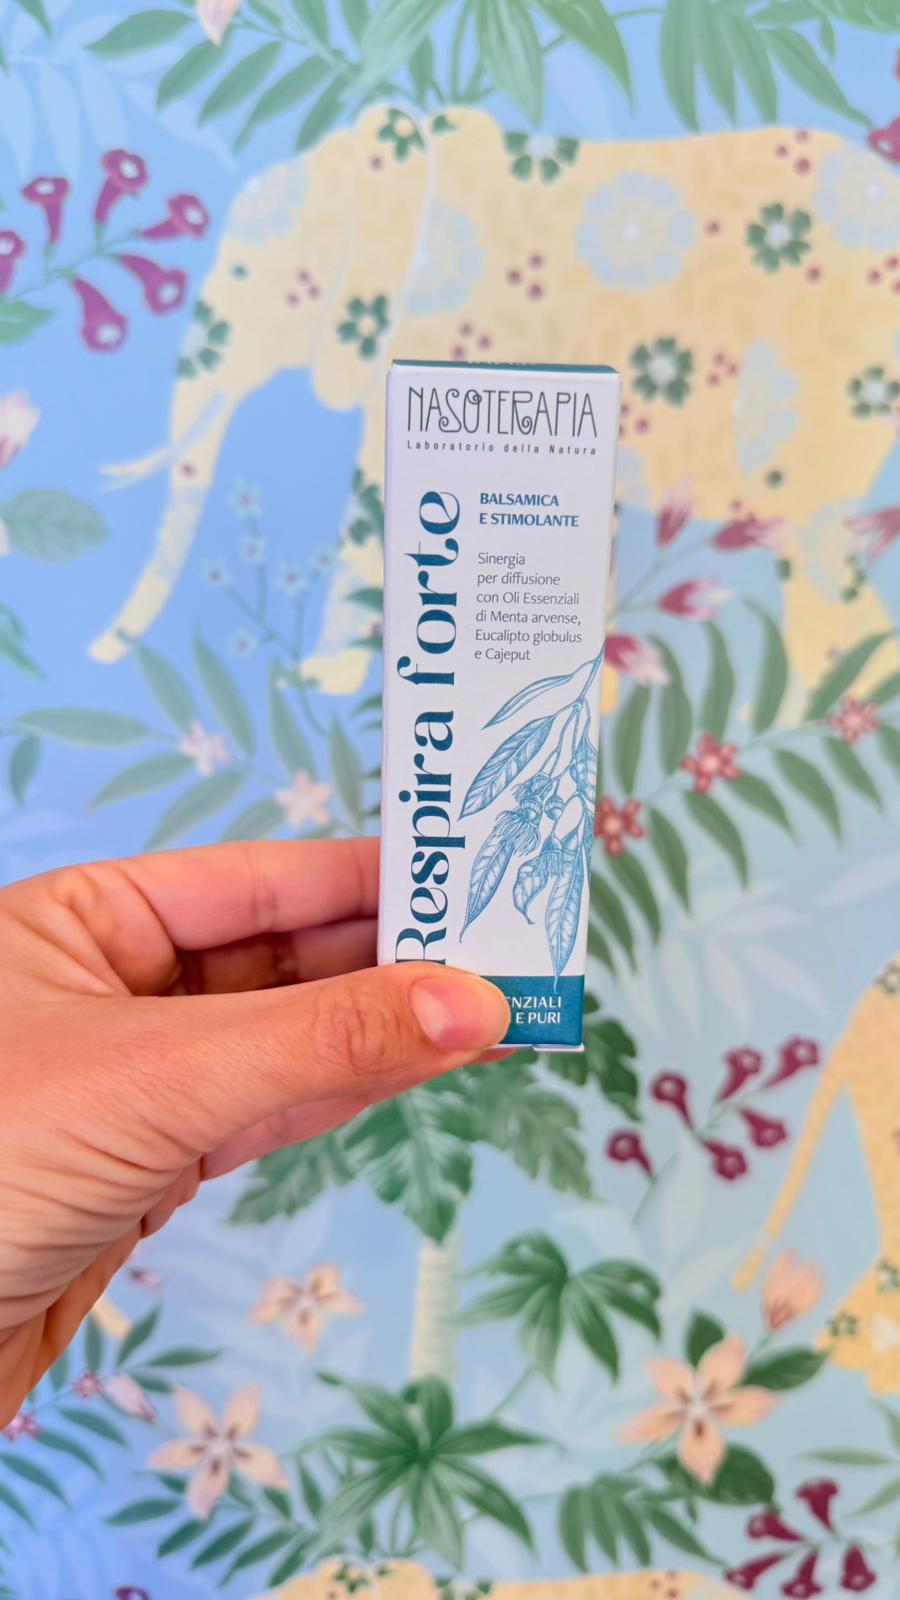 NASOTERAPIA
Laboratorio della Natura
Respira forte
BALSAMICA
E STIMOLANTE
Sinergia
per diffusione
con Oli Essenziali
di Menta arvense,
Eucalipto globulus
e Cajeput
E PURI